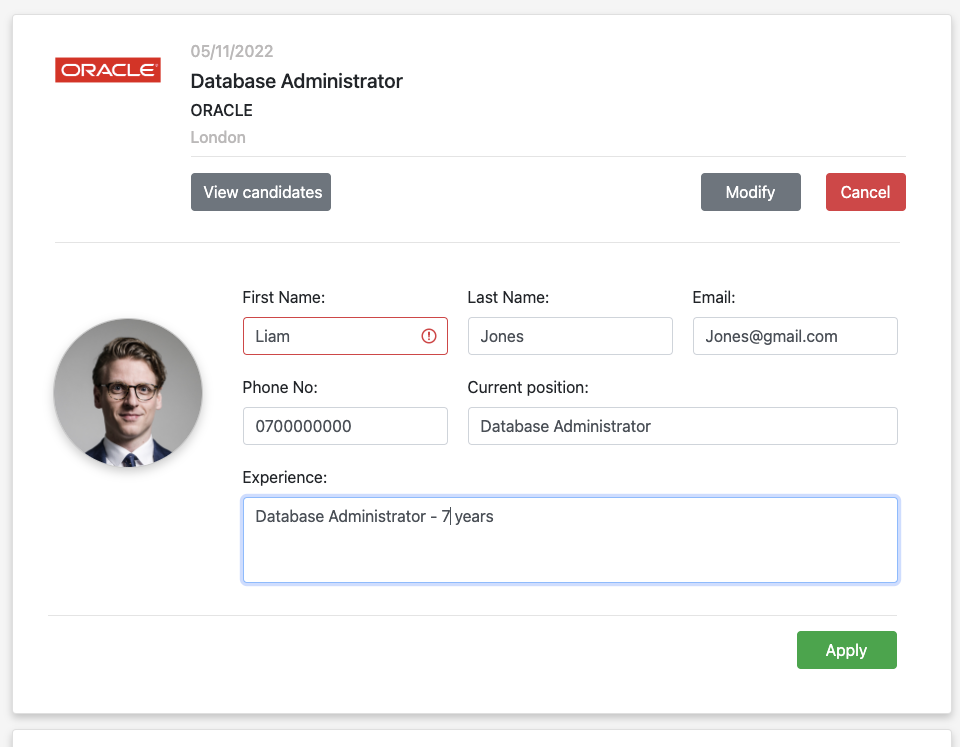 ORACLE
05/11/2022
Database Administrator
ORACLE
London
View candidates
Modify
Cancel
First Name:
Last Name:
Email:
Liam
Jones
Jones@gmail.com
Phone No:
Current position:
0700000000
Database Administrator
Experience:
Database Administrator - 7 years
Apply